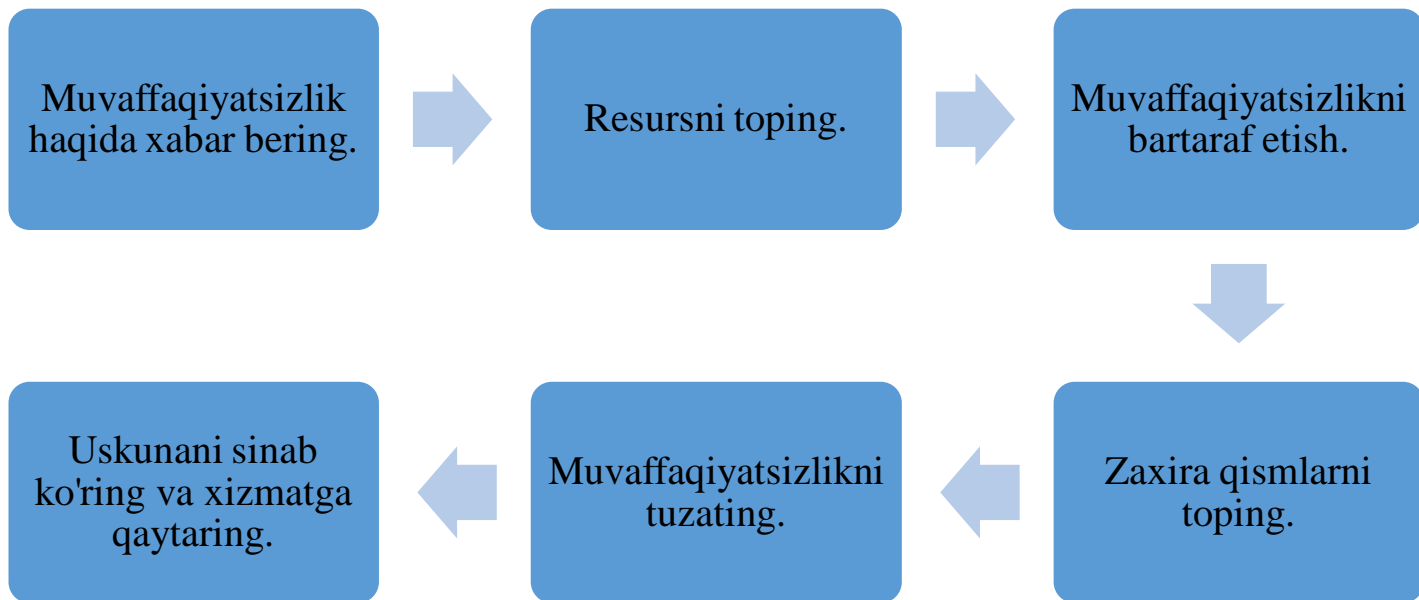 Muvaffaqiyatsizlik
haqida xabar bering.
Resursni toping.
Muvaffaqiyatsizlikni
bartaraf etish.
Zaxira qismlarni
toping.
Muvaffaqiyatsizlikni
tuzating.
Uskunani sinab
ko'ring va xizmatga
qaytaring.